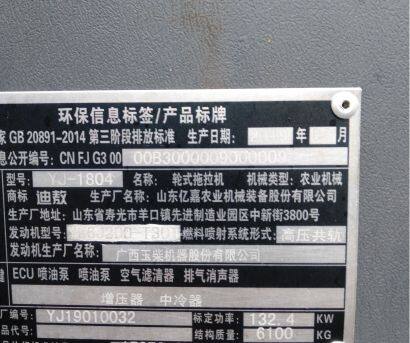 环保信息标签/产品标牌
家 GB 20891-2014 第三阶段排放标准 生产日期: 年 月
息公开编号: CN FJ G3 00
型号: YJ-1804 名称: 轮式拖拉机 机械类型: 农业机械
商标 迪敖 生产厂名称: 山东亿嘉农业机械装备股份有限公司
生产厂地址: 山东省寿光市羊口镇先进制造业园区中新街3800号
发动机型号: 燃料喷射系统形式: 高压共轨
发动机生产厂名称: 广西玉柴机器股份有限公司
建 ECU 喷油泵 喷油泵 空气滤清器 排气消声器
增压器 中冷器
厂编号: YJ19010032 标定功率: 132.4 KW
品代号: 结构质量: 6100 KG